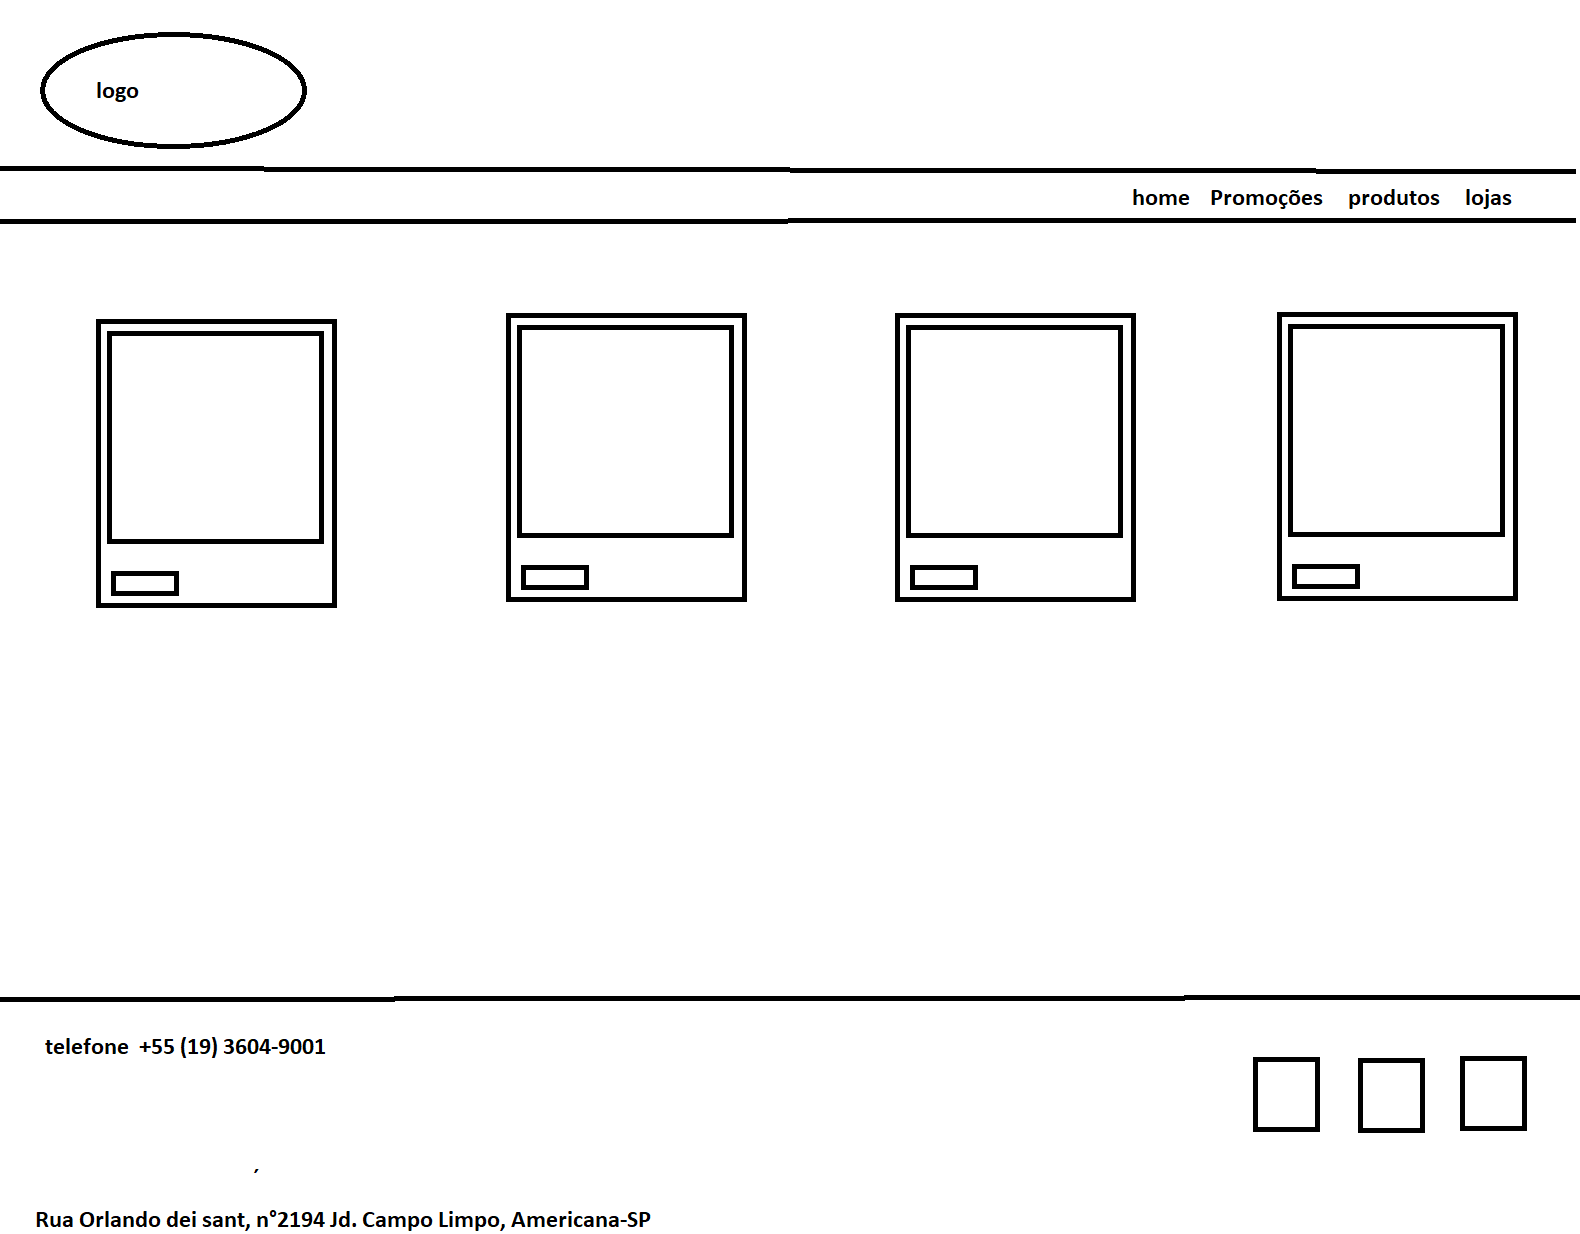 logo
home Promoções produtos lojas
telefone +55 (19) 3604-9001
Rua Orlando dei sant, n°2194 Jd. Campo Limpo, Americana-SP